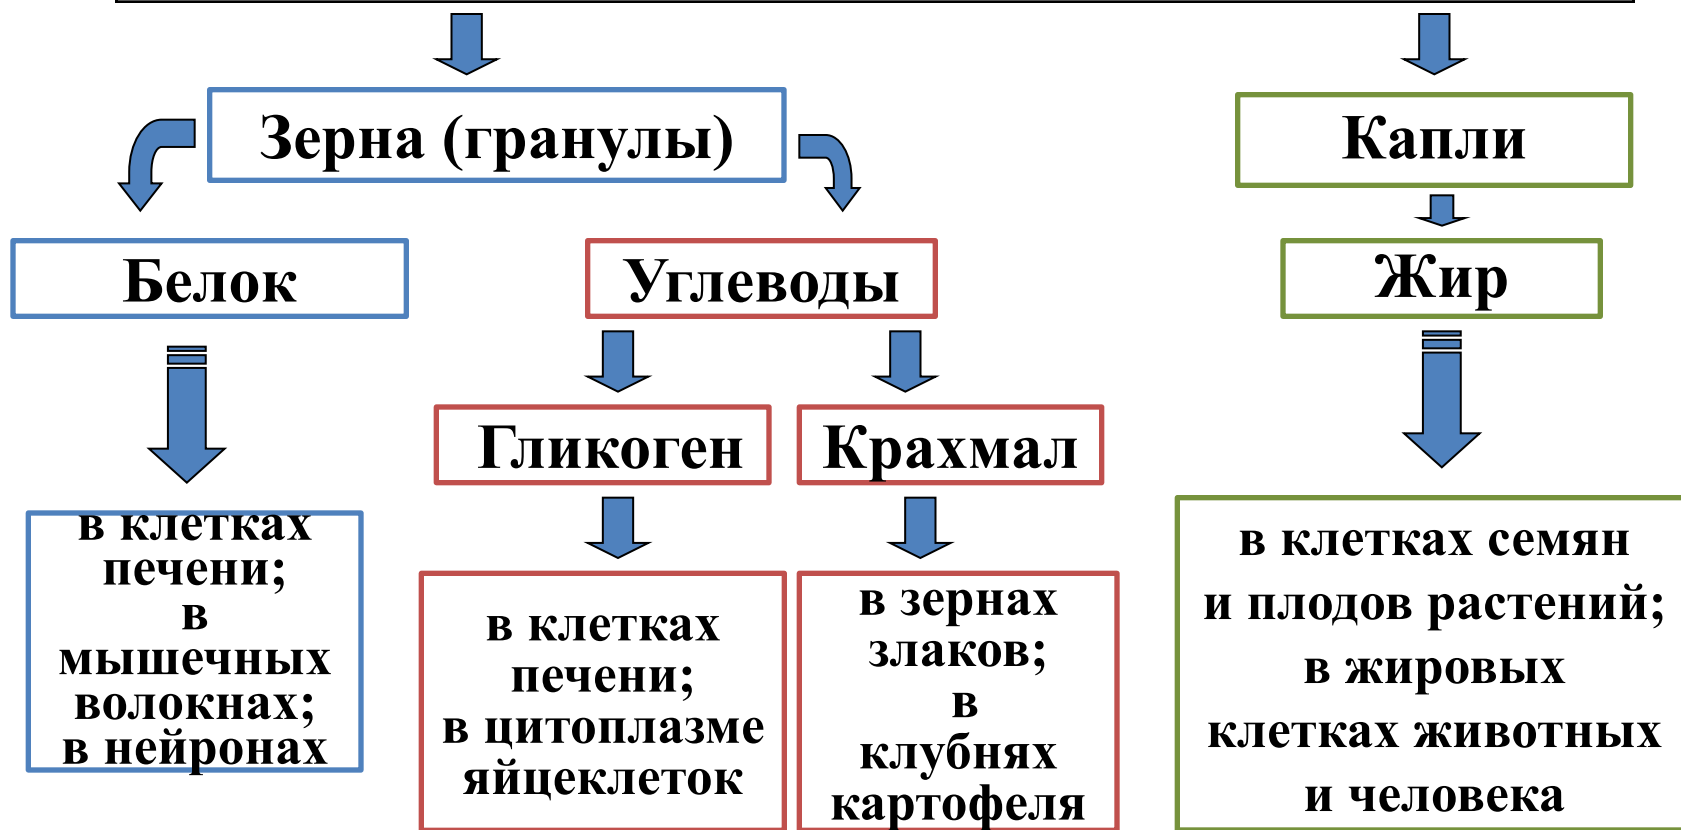 Зерна (гранулы)
Капли
Белок
Углеводы
Жир
Гликоген
Крахмал
в клетках
печени;
в
мышечных
волокнах;
в нейронах
в клетках
печени;
в цитоплазме
яйцеклеток
в зернах
злаков;
в
клубнях
картофеля
в клетках семян
и плодов растений;
в жировых
клетках животных
и человека